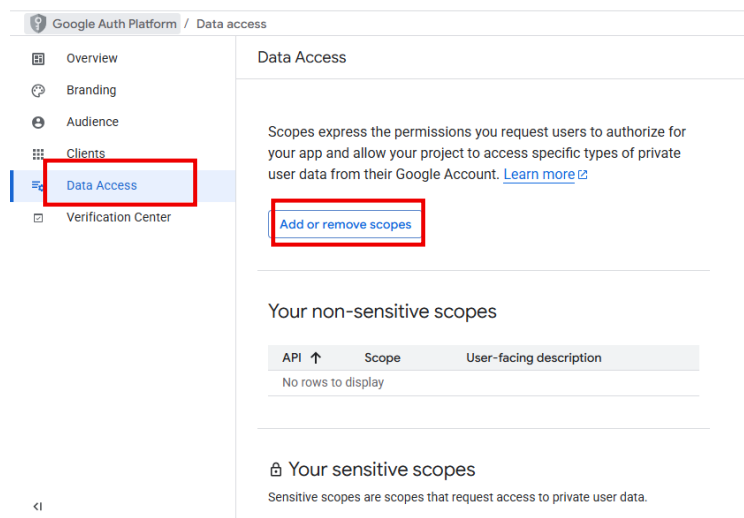 Google Auth Platform / Data access
Overview
Branding
Audience
Clients
Data Access
Verification Center
Data Access
Scopes express the permissions you request users to authorize for
your app and allow your project to access specific types of private
user data from their Google Account. Learn more
Add or remove scopes
Your non-sensitive scopes
API Scope User-facing description
No rows to display
Your sensitive scopes
Sensitive scopes are scopes that request access to private user data.